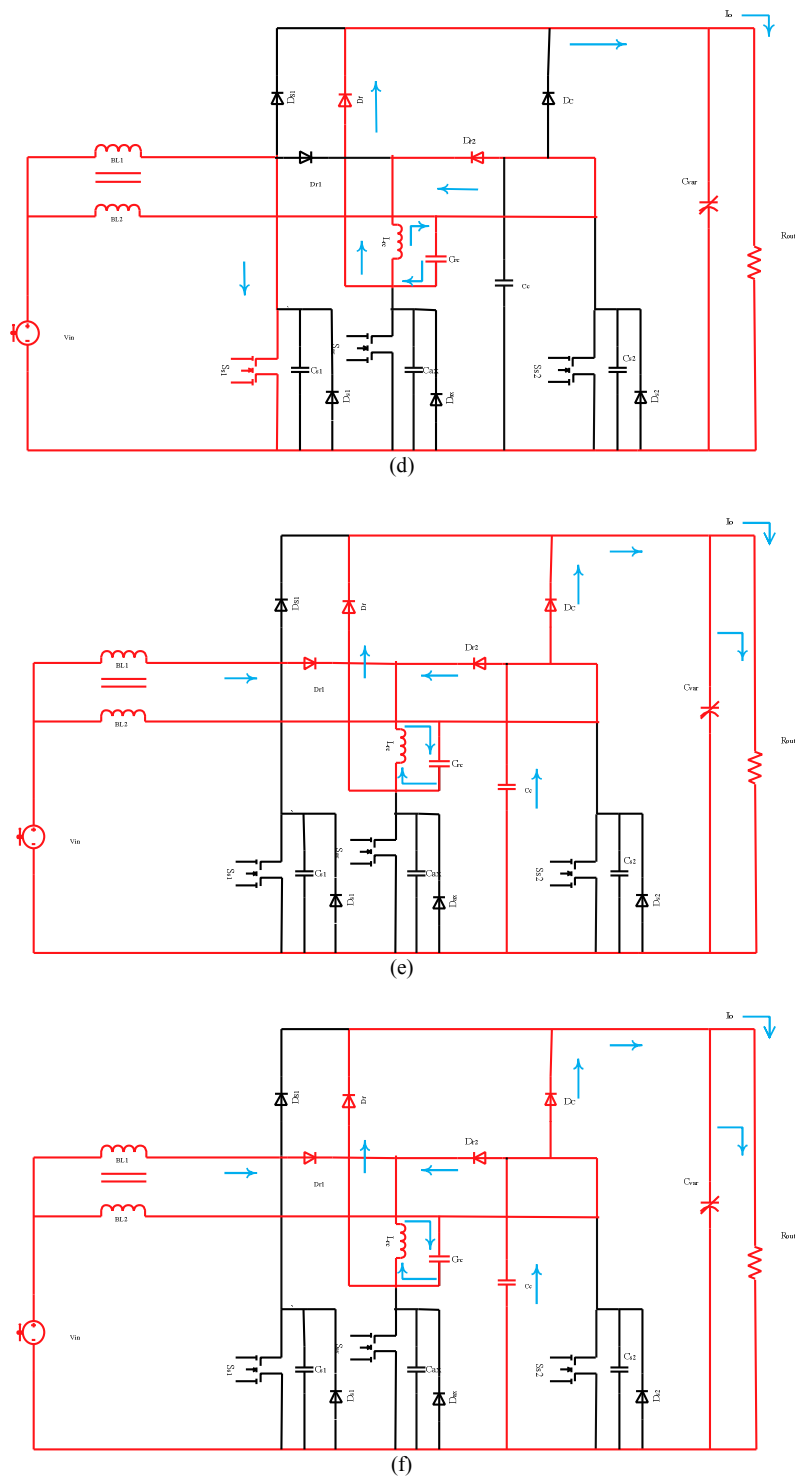 Io
DS1
Dr
Dc
Dr2
BL1
Dr1
Cvar
BL2
Rout
Lrc
Crc
Cc
Vin
Ss1
Cs1
Ds1
Cax
Dax
Ss2
Cs2
Ds2
(d)
Io
DS1
Dr
Dc
Dr2
BL1
Dr1
Cvar
BL2
Rout
Lrc
Crc
Cc
Vin
Ss1
Cs1
Ds1
Cax
Dax
Ss2
Cs2
Ds2
(e)
Io
DS1
Dr
Dc
Dr2
BL1
Dr1
Cvar
BL2
Rout
Lrc
Crc
Cc
Vin
Ss1
Cs1
Ds1
Cax
Dax
Ss2
Cs2
Ds2
(f)